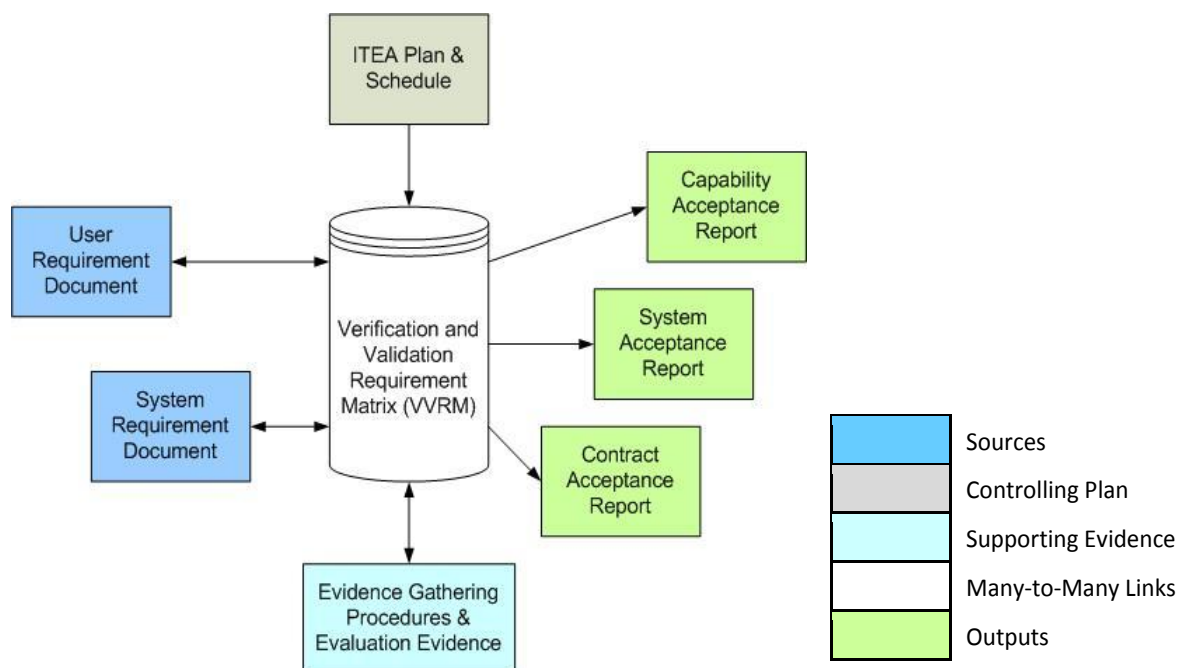 ITEA Plan &
Schedule
Capability
Acceptance
Report
User
Requirement
Document
System
Acceptance
Report
Verification and
Validation
Requirement
Matrix (VVRM)
System
Requirement
Document
Contract
Acceptance
Report
Evidence Gathering
Procedures &
Evaluation Evidence
Sources
Controlling Plan
Supporting Evidence
Many-to-Many Links
Outputs